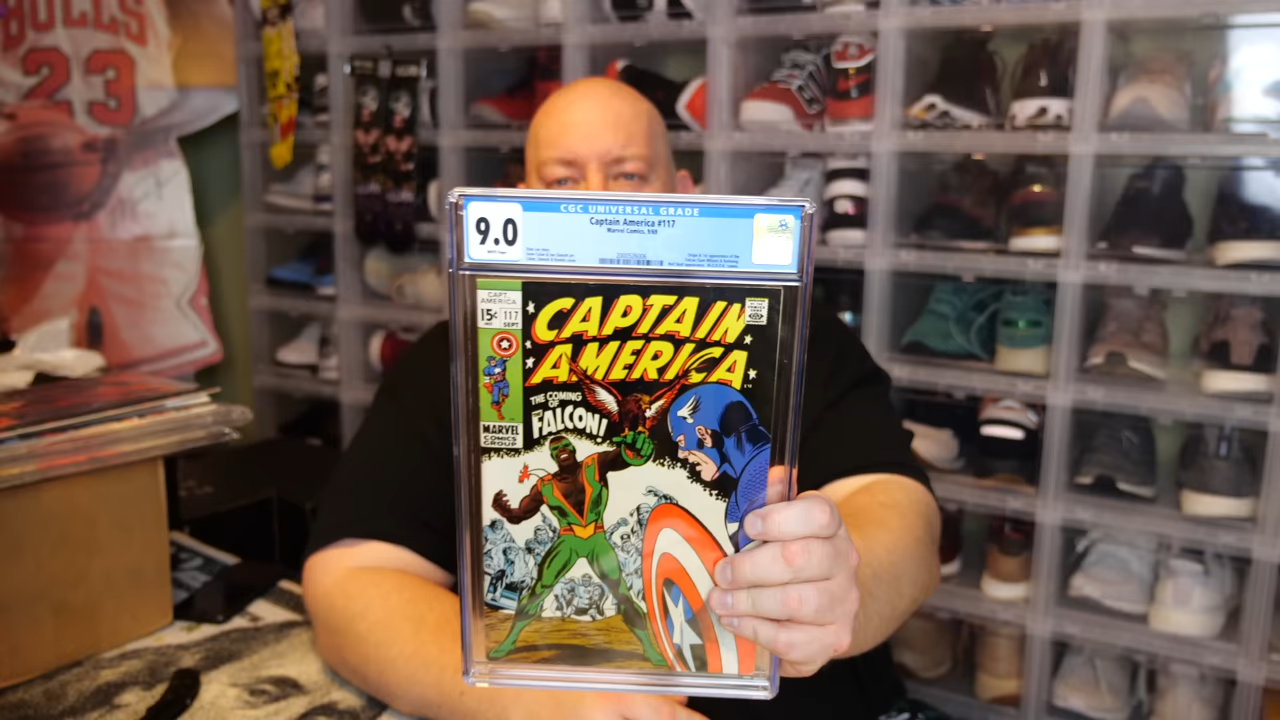 BULLS
23
CGC UNIVERSAL GRADE
9.0
Captain America #117
Marvel Comics, 9/69
CAPT.
AMERICA
15¢
117
SEPT
CAPTAIN
AMERICA
THE COMING
OF
THE
FALCON!
MARVEL
COMICS
GROUP